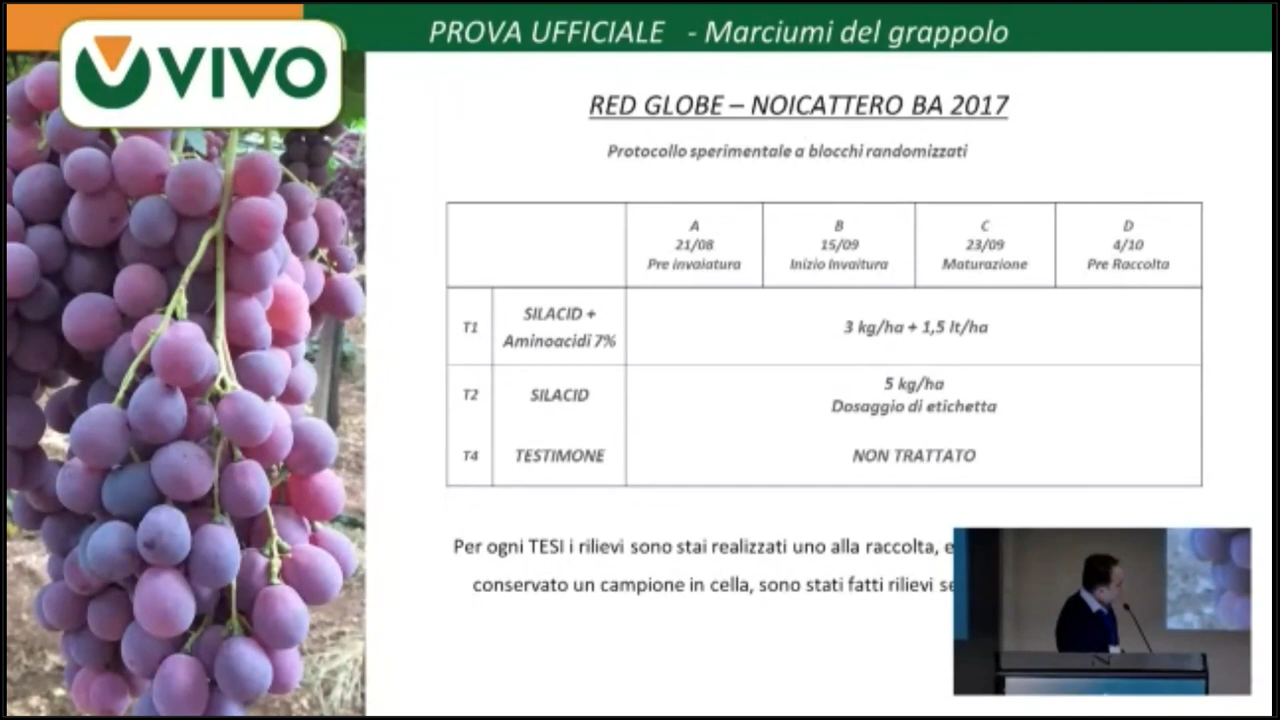 VIVO
PROVA UFFICIALE - Marciumi del grappolo
RED GLOBE – NOICATTERO BA 2017
Protocollo sperimentale a blocchi randomizzati
A
21/08
Pre invaiatura
B
15/09
Inizio Invaitura
C
23/09
Maturazione
D
4/10
Pre Raccolta
T1
SILACID +
Aminoacidi 7%
3 kg/ha + 1,5 lt/ha
T2
SILACID
5 kg/ha
Dosaggio di etichetta
T4
TESTIMONE
NON TRATTATO
Per ogni TESI i rilievi sono stai realizzati uno alla raccolta,
conservato un campione in cella, sono stati fatti rilievi